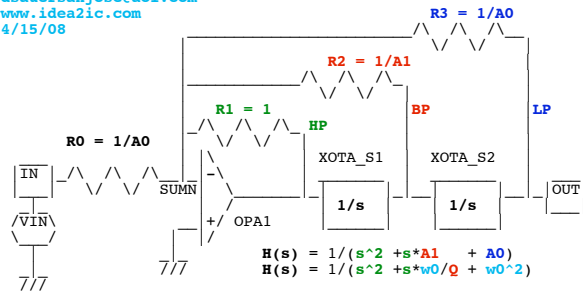 www.idea2ic.com
4/15/08
R3 = 1/A0
R2 = 1/A1
R1 = 1
HP
BP
LP
R0 = 1/A0
XOTA_S1
XOTA_S2
IN
SUMN
1/s
1/s
OUT
VIN
OPA1
H(s) = 1/(s^2 +s*A1 + A0)
H(s) = 1/(s^2 +s*w0/Q + w0^2)